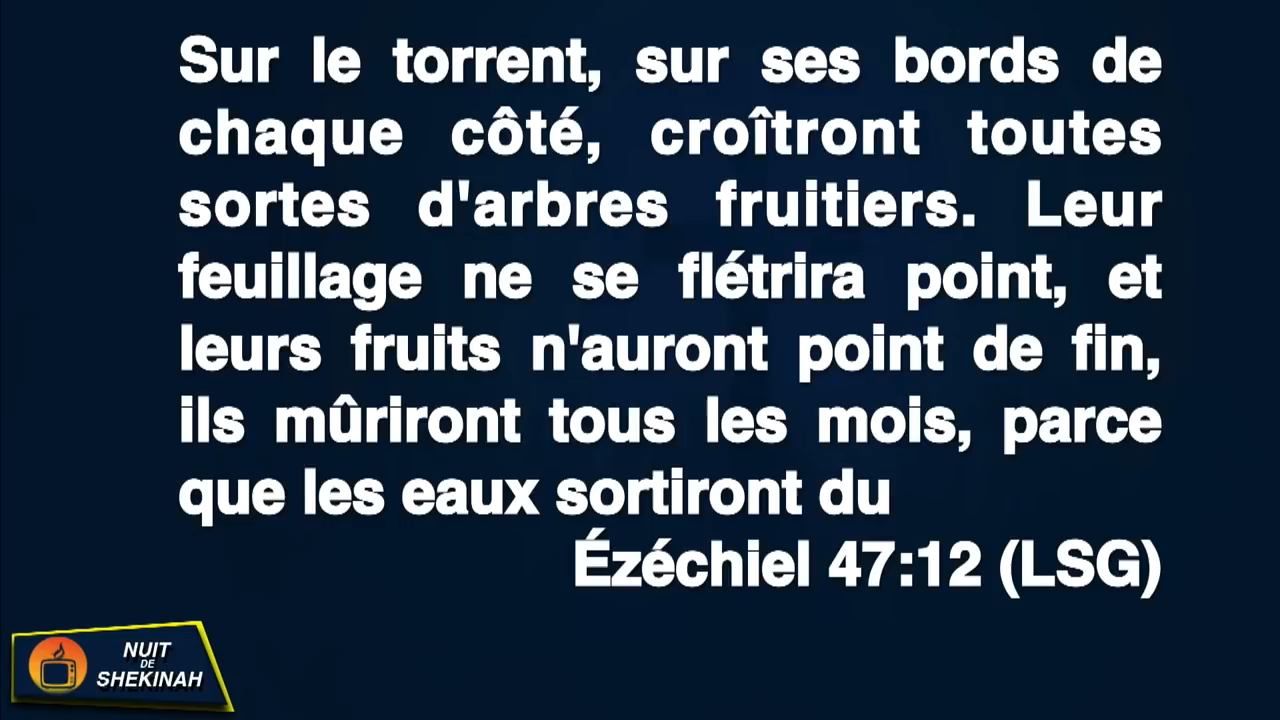 Sur le torrent, sur ses bords de
chaque côté, croîtront toutes
sortes d'arbres fruitiers. Leur
feuillage ne se flétrira point, et
leurs fruits n'auront point de fin,
ils mûriront tous les mois, parce
que les eaux sortiront du
Ézéchiel 47:12 (LSG)
NUIT
DE
SHEKINAH